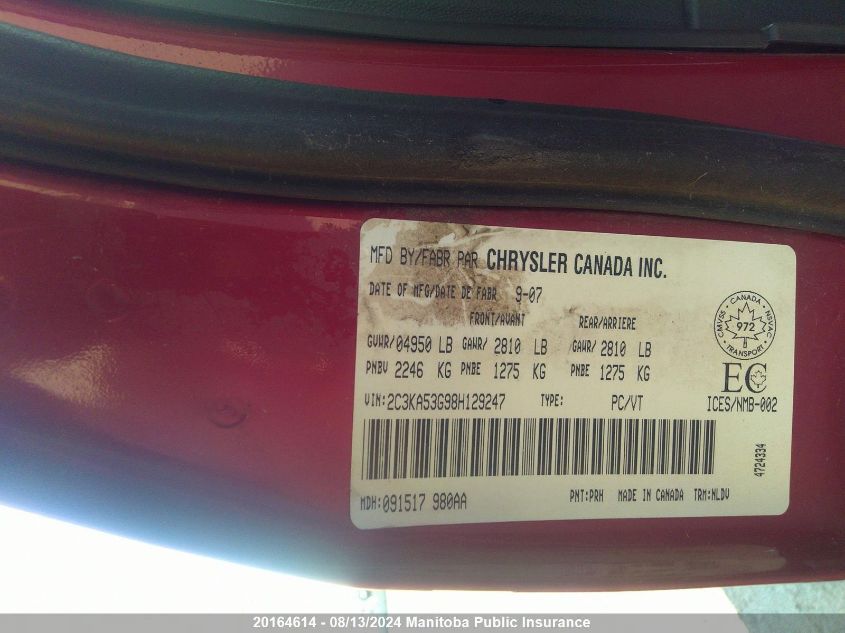 MFD BY/FABR PAR CHRYSLER CANADA INC.
DATE OF MFG/DATE DE FABR 9-07
FRONT/AVANT REAR/ARRIERE
GVWR/04950 LB GAWR/ 2810 LB GAWR/ 2810 LB
PNBV 2246 KG PNBE 1275 KG PNBE 1275 KG
VIN: 2C3KA53G98H129247 TYPE: PC/VT
CANADA
CMVSS NSVAC
972
TRANSPORT
EC
ICES/NMB-002
4724334
MDH:091517 980AA PNT:PRH MADE IN CANADA TRM:NLDV
20164614 - 08/13/2024 Manitoba Public Insurance